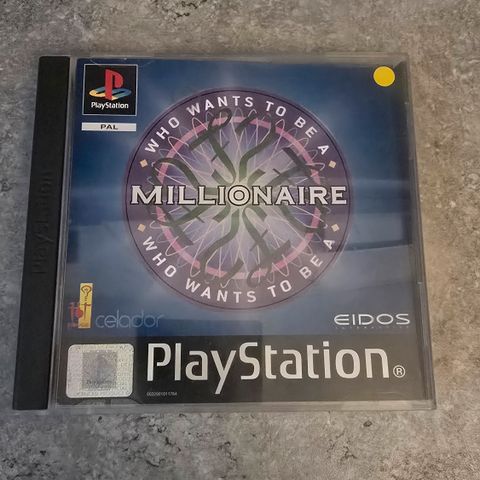 PlayStation
PAL
WHO WANTS TO BE A
MILLIONAIRE
WHO WANTS TO BE A
celador
EIDOS
PlayStation®
PlayStation